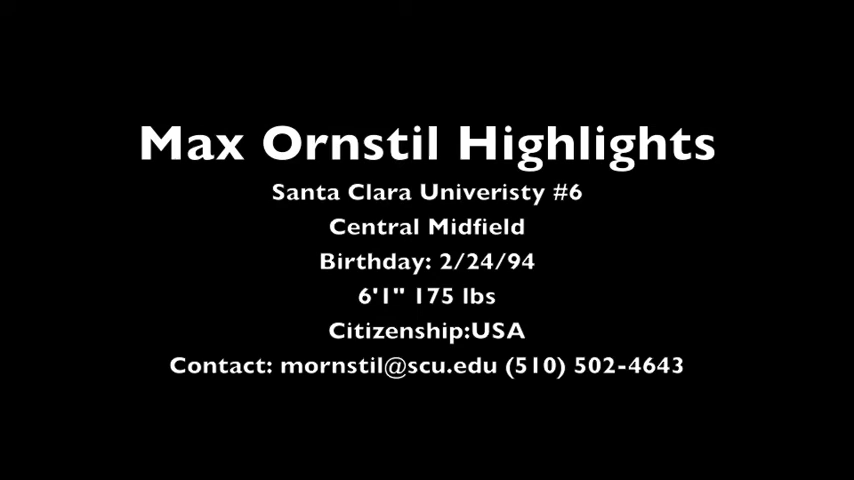 Max Ornstil Highlights
Santa Clara Univeristy #6
Central Midfield
Birthday: 2/24/94
6'1" 175 lbs
Citizenship:USA
Contact: mornstil@scu.edu (510) 502-4643